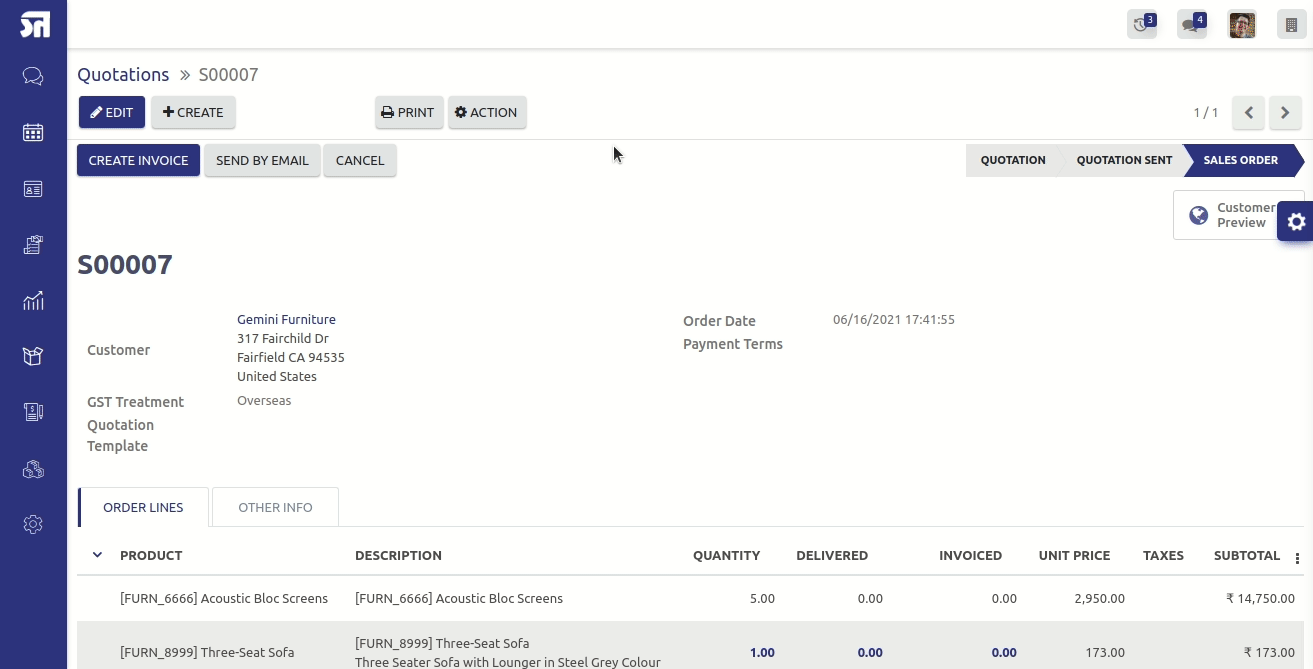 SA
3
4
Quotations » S00007
EDIT
CREATE
PRINT
ACTION
1 / 1
CREATE INVOICE
SEND BY EMAIL
CANCEL
QUOTATION
QUOTATION SENT
SALES ORDER
Customer
Preview
S00007
Customer
Gemini Furniture
317 Fairchild Dr
Fairfield CA 94535
United States
GST Treatment
Overseas
Quotation
Template
Order Date
06/16/2021 17:41:55
Payment Terms
ORDER LINES
OTHER INFO
PRODUCT DESCRIPTION QUANTITY DELIVERED INVOICED UNIT PRICE TAXES SUBTOTAL
[FURN_6666] Acoustic Bloc Screens [FURN_6666] Acoustic Bloc Screens 5.00 0.00 0.00 2,950.00 ₹ 14,750.00
[FURN_8999] Three-Seat Sofa [FURN_8999] Three-Seat Sofa 1.00 0.00 0.00 173.00 ₹ 173.00
Three Seater Sofa with Lounger in Steel Grey Colour